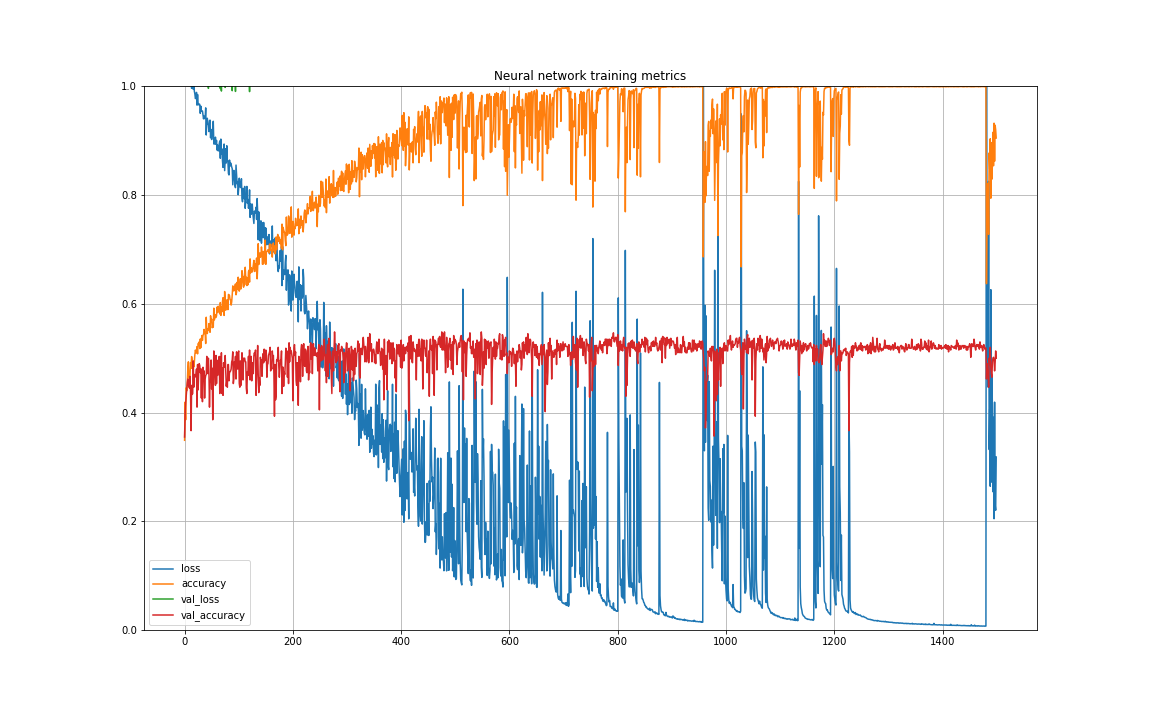 Neural network training metrics
1.0
0.8
0.6
0.4
0.2
0.0
loss
accuracy
val_loss
val_accuracy
0 200 400 600 800 1000 1200 1400